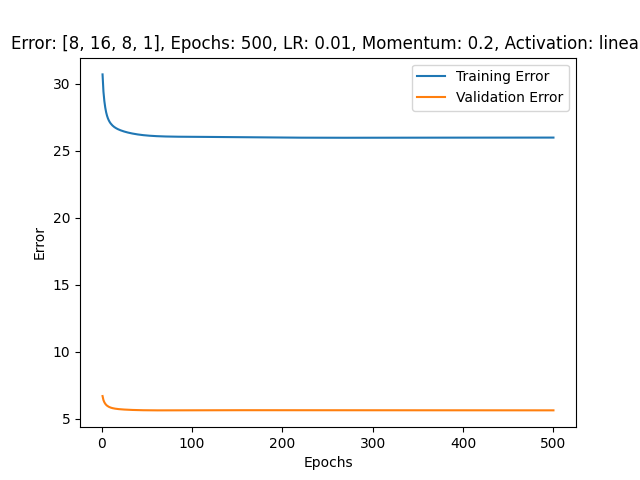 Error: [8, 16, 8, 1], Epochs: 500, LR: 0.01, Momentum: 0.2, Activation: linea
Training Error
Validation Error
30
25
20
15
10
5
Error
0 100 200 300 400 500
Epochs